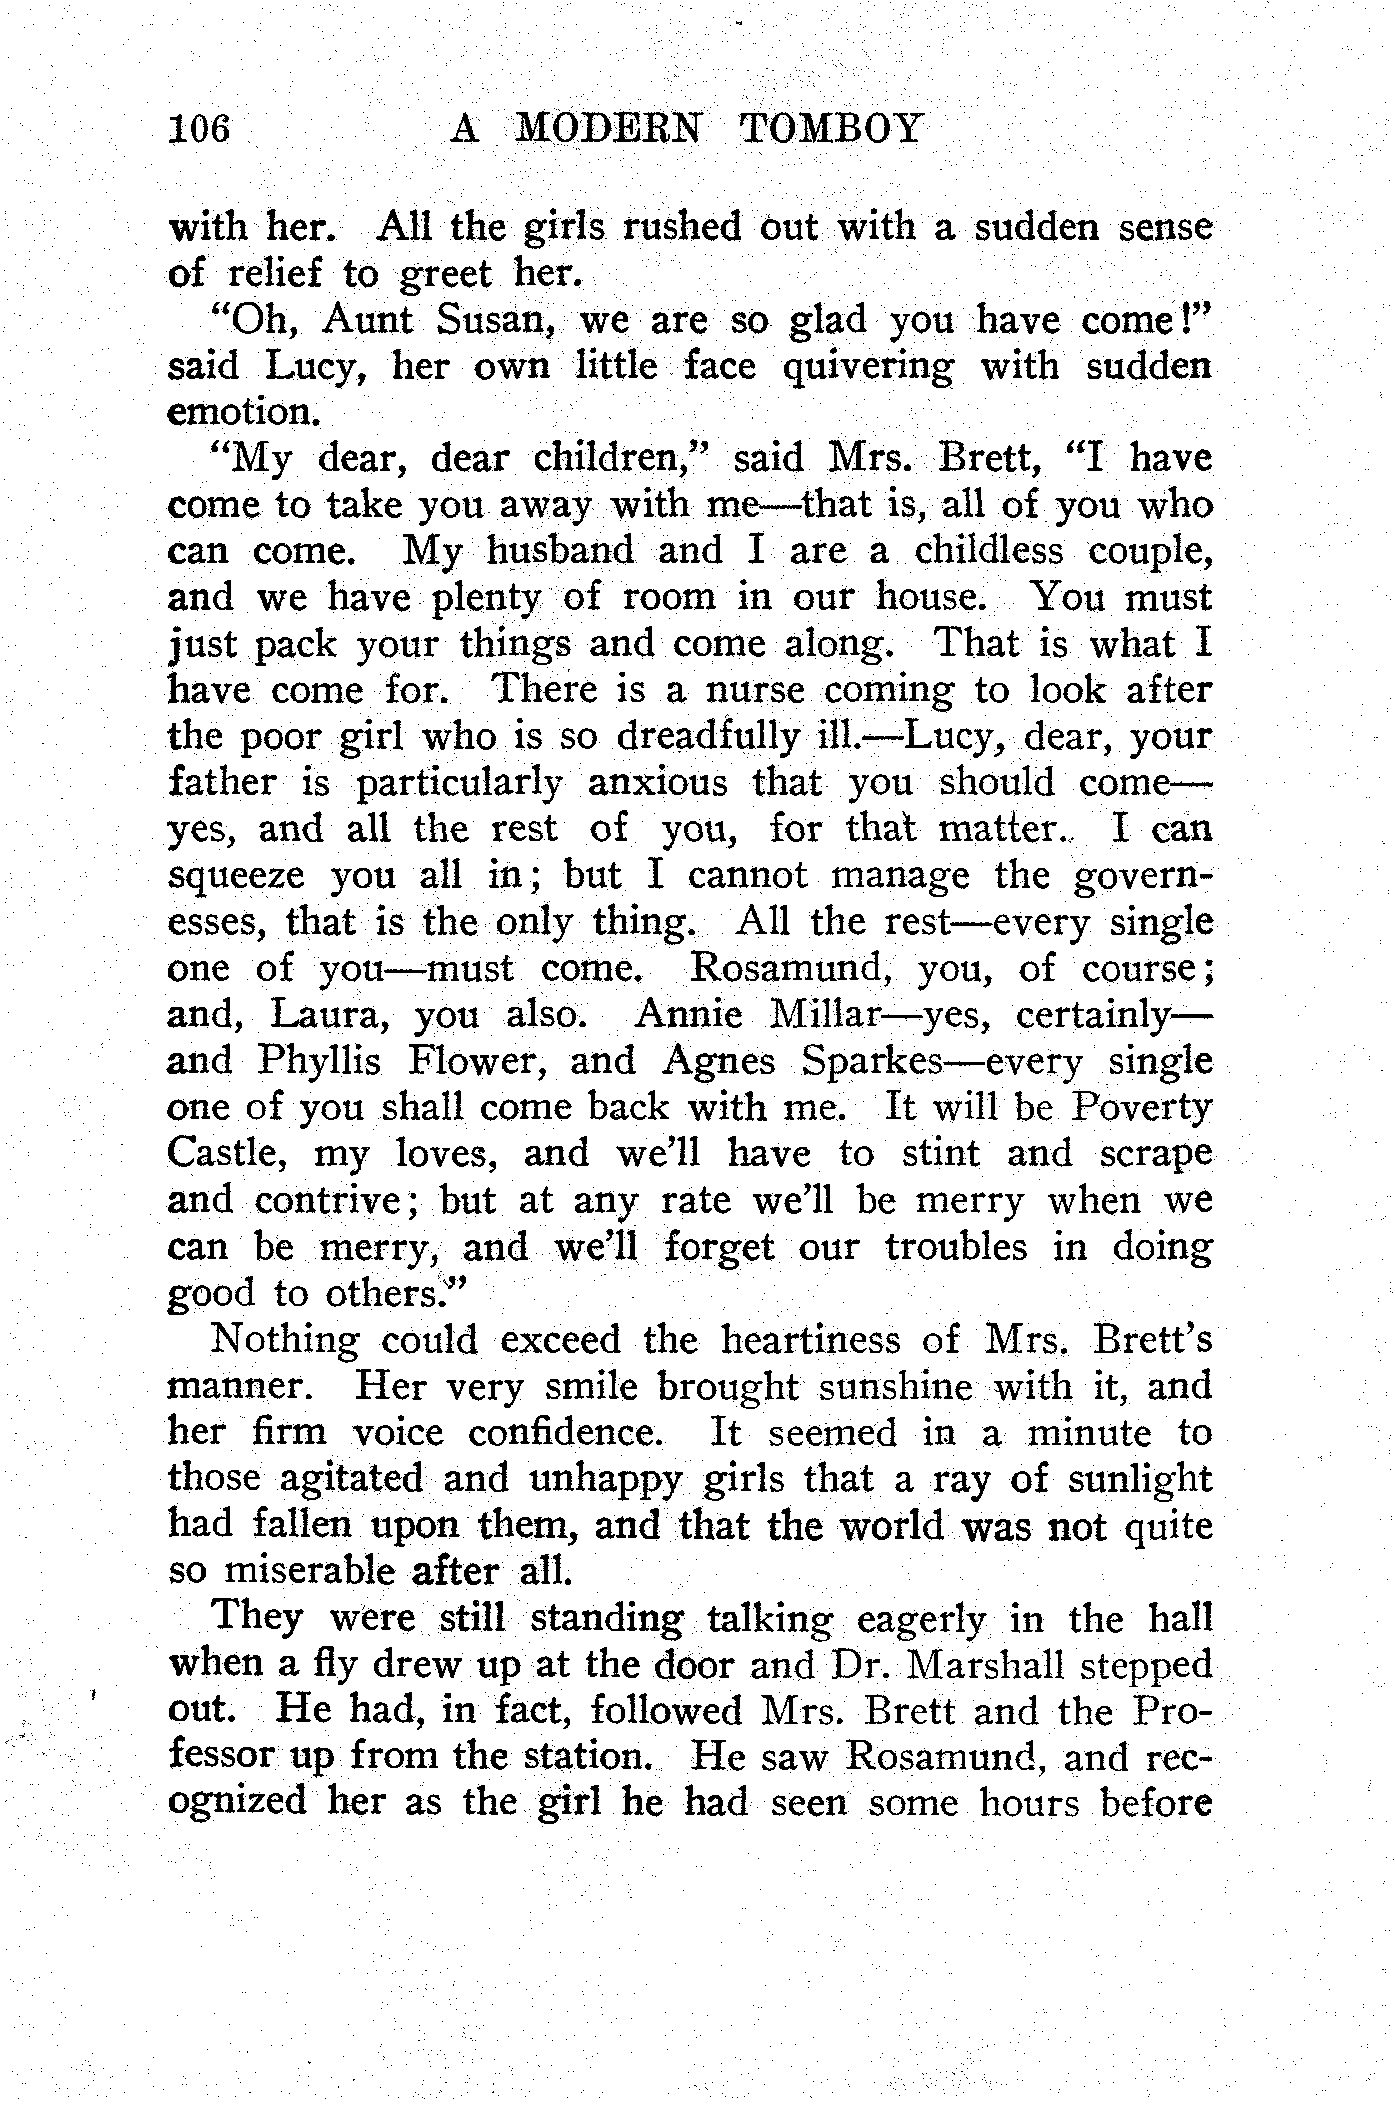 106 A MODERN TOMBOY
with her. All the girls rushed out with a sudden sense
of relief to greet her.
“Oh, Aunt Susan, we are so glad you have come!”
said Lucy, her own little face quivering with sudden
emotion.
“My dear, dear children,” said Mrs. Brett, “I have
come to take you away with me—that is, all of you who
can come. My husband and I are a childless couple,
and we have plenty of room in our house. You must
just pack your things and come along. That is what I
have come for. There is a nurse coming to look after
the poor girl who is so dreadfully ill.—Lucy, dear, your
father is particularly anxious that you should come—
yes, and all the rest of you, for that matter. I can
squeeze you all in; but I cannot manage the govern-
esses, that is the only thing. All the rest—every single
one of you—must come. Rosamund, you, of course;
and, Laura, you also. Annie Millar—yes, certainly—
and Phyllis Flower, and Agnes Sparkes—every single
one of you shall come back with me. It will be Poverty
Castle, my loves, and we’ll have to stint and scrape
and contrive; but at any rate we’ll be merry when we
can be merry, and we’ll forget our troubles in doing
good to others.”
Nothing could exceed the heartiness of Mrs. Brett’s
manner. Her very smile brought sunshine with it, and
her firm voice confidence. It seemed in a minute to
those agitated and unhappy girls that a ray of sunlight
had fallen upon them, and that the world was not quite
so miserable after all.
They were still standing talking eagerly in the hall
when a fly drew up at the door and Dr. Marshall stepped
out. He had, in fact, followed Mrs. Brett and the Pro-
fessor up from the station. He saw Rosamund, and rec-
ognized her as the girl he had seen some hours before